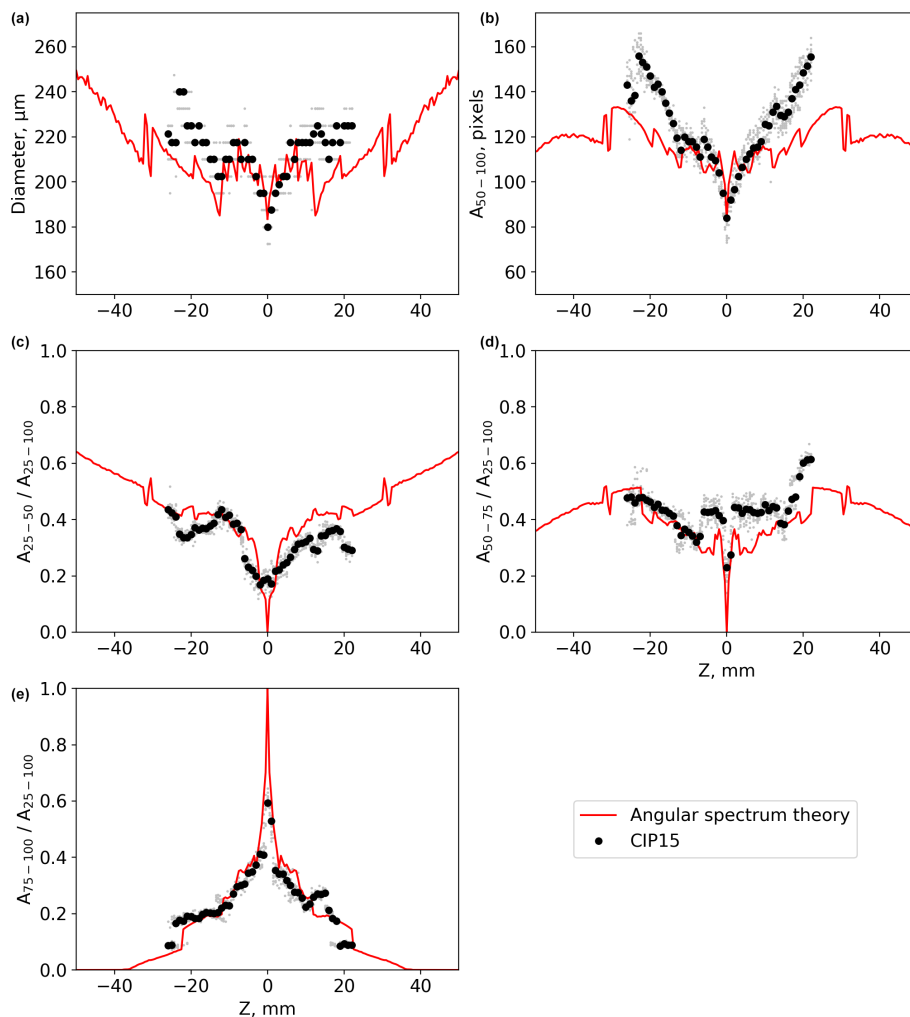 (a)
260
240
220
200
180
160
Diameter, μm
−40 −20 0 20 40
(b)
160
140
120
100
80
60
A50−100, pixels
−40 −20 0 20 40
(c)
1.0
0.8
0.6
0.4
0.2
0.0
A25−50 / A25−100
−40 −20 0 20 40
(d)
1.0
0.8
0.6
0.4
0.2
0.0
A50−75 / A25−100
−40 −20 0 20 40
Z, mm
(e)
1.0
0.8
0.6
0.4
0.2
0.0
A75−100 / A25−100
−40 −20 0 20 40
Z, mm
Angular spectrum theory
CIP15